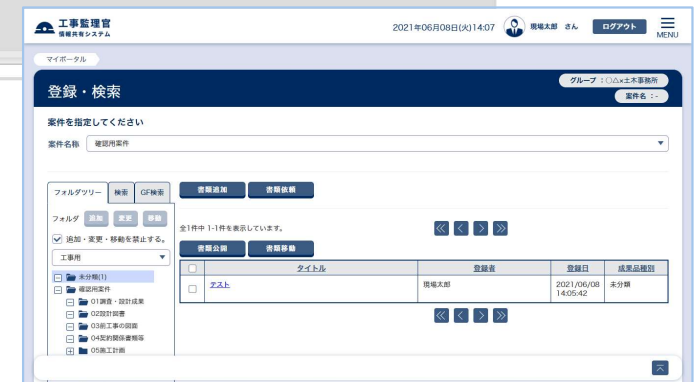 工事監理官
情報共有システム
2021年06月08日(火)14:07 現場太郎 さん ログアウト MENU
マイポータル
登録・検索
グループ ：〇△×土木事務所
案件名 ：-
案件を指定してください
案件名称 確認用案件
フォルダツリー 検索 GF検索
書類追加 書類依頼
フォルダ 追加 変更 移動
追加・変更・移動を禁止する。
工事用
全1件中 1-1件を表示しています。
書類公開 書類移動
タイトル 登録者 登録日 成果品種別
テスト 現場太郎 2021/06/08 14:05:42 未分類
未分類(1)
確認用案件
01調査・設計成果
02設計図書
03前工事の図面
04契約関係書類等
05施工計画